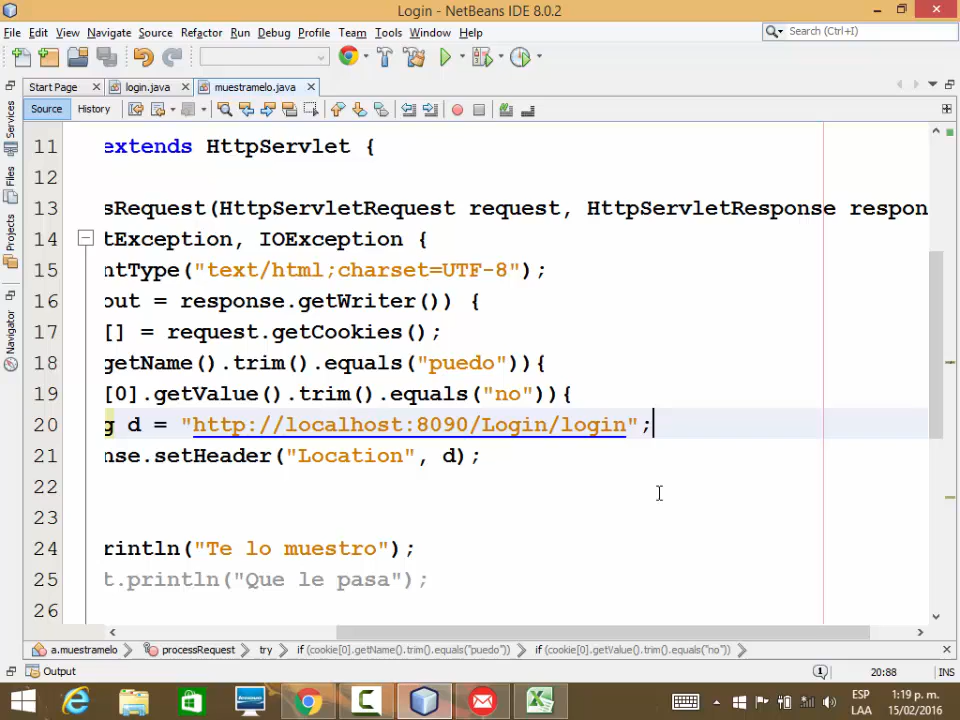 Login - NetBeans IDE 8.0.2
File Edit View Navigate Source Refactor Run Debug Profile Team Tools Window Help
Search (Ctrl+I)
Start Page login.java muestramelo.java
Source History
Services
Files
Projects
Navigator
11 extends HttpServlet {
12
13 sRequest(HttpServletRequest request, HttpServletResponse respon
14 tException, IOException {
15 ntType("text/html;charset=UTF-8");
16 out = response.getWriter()) {
17 [] = request.getCookies();
18 getName().trim().equals("puedo")){
19 [0].getValue().trim().equals("no")){
20 g d = "http://localhost:8090/Login/login";
21 nse.setHeader("Location", d);
22
23
24 rintln("Te lo muestro");
25 t.println("Que le pasa");
26
a.muestramelo processRequest try if (cookie[0].getName().trim().equals("puedo")) if (cookie[0].getValue().trim().equals("no"))
Output
20:88 INS
ESP
LAA
1:19 p. m.
15/02/2016